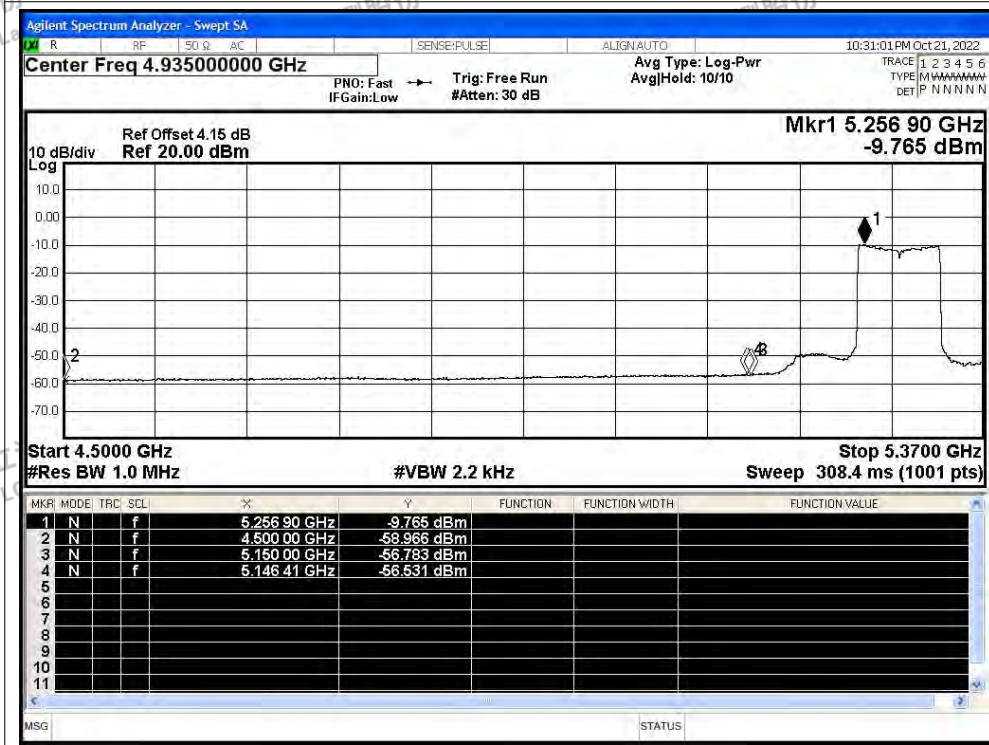 Agilent Spectrum Analyzer - Swept SA
R RF 50 Ω AC SENSE:PULSE ALIGN AUTO 10:31:01 PM Oct 21, 2022
Center Freq 4.935000000 GHz
PNO: Fast
IFGain:Low
Trig: Free Run
#Atten: 30 dB
Avg Type: Log-Pwr
Avg|Hold: 10/10
TRACE 1 2 3 4 5 6
TYPE M WWWWW
DET P N N N N N
Mkr1 5.256 90 GHz
-9.765 dBm
Ref Offset 4.15 dB
10 dB/div Ref 20.00 dBm
Log
10.0
0.00
-10.0
-20.0
-30.0
-40.0
-50.0
-60.0
-70.0
1
2
4 3
Start 4.5000 GHz Stop 5.3700 GHz
#Res BW 1.0 MHz #VBW 2.2 kHz Sweep 308.4 ms (1001 pts)
MKR MODE TRC SCL X Y FUNCTION FUNCTION WIDTH FUNCTION VALUE
1 N f 5.256 90 GHz -9.765 dBm
2 N f 4.500 00 GHz -58.966 dBm
3 N f 5.150 00 GHz -56.783 dBm
4 N f 5.146 41 GHz -56.531 dBm
5
6
7
8
9
10
11
MSG STATUS